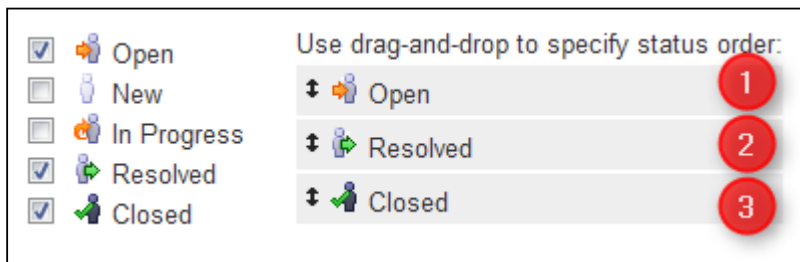 Open
New
In Progress
Resolved
Closed
Use drag-and-drop to specify status order:
Open 1
Resolved 2
Closed 3